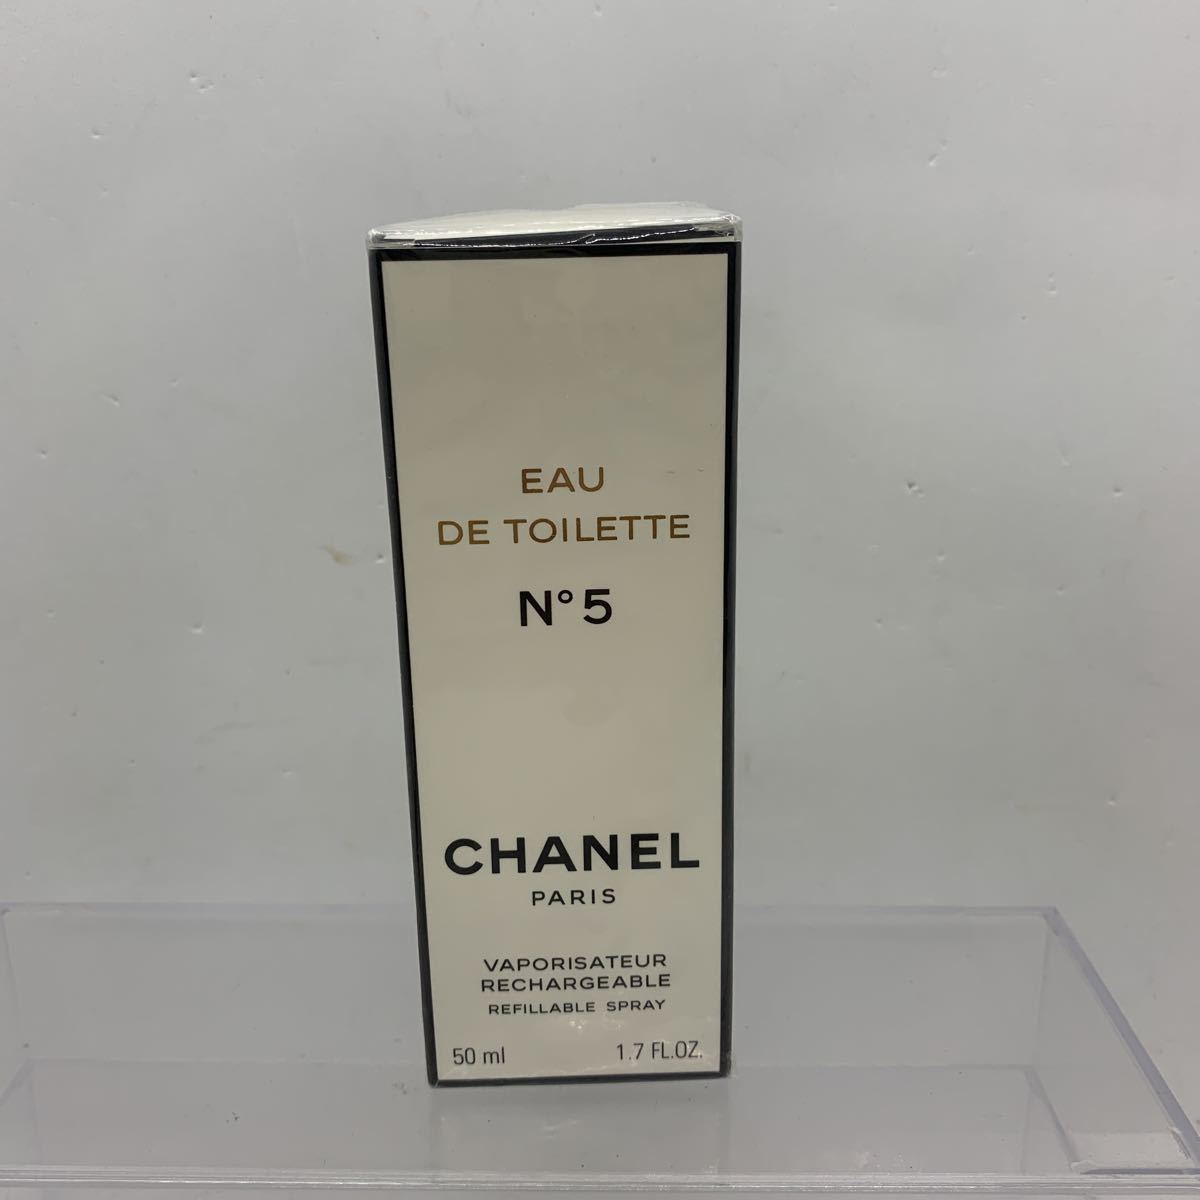 EAU
DE TOILETTE
N°5
CHANEL
PARIS
VAPORISATEUR
RECHARGEABLE
REFILLABLE SPRAY
50 ml 1.7 FL.OZ.